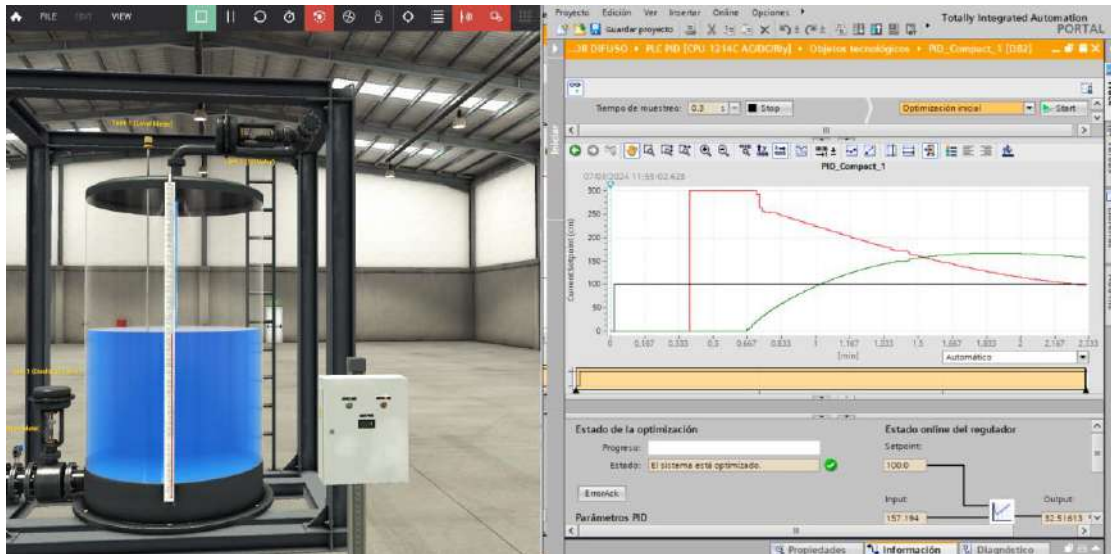 FILE
VIEW
Proyecto Edición Ver Insertar Online Opciones
Totally Integrated Automation
PORTAL
Guardar proyecto
DIFUSO
PLC PID [CPU 1214C AC/DC/Rly]
Objetos tecnológicos
PID_Compact_1 [DB2]
Tiempo de muestreo: 0.3 s
Stop
Optimización inicial
Start
Iniciar
PID_Compact_1
CurrentSetpoint (cm)
300
250
200
150
100
50
0
0 0,167 0,333 0,5 0,667 0,833 1 1,167 1,333 1,5 1,667 1,833 2 2,167 2,333
[min]
Automático
Estado de la optimización
Estado online del regulador
Progreso:
Setpoint:
Estado: El sistema está optimizado.
100.0
ErrorAck
Input:
Output:
Parámetros PID
157.194
Propiedades
Información
Diagnóstico